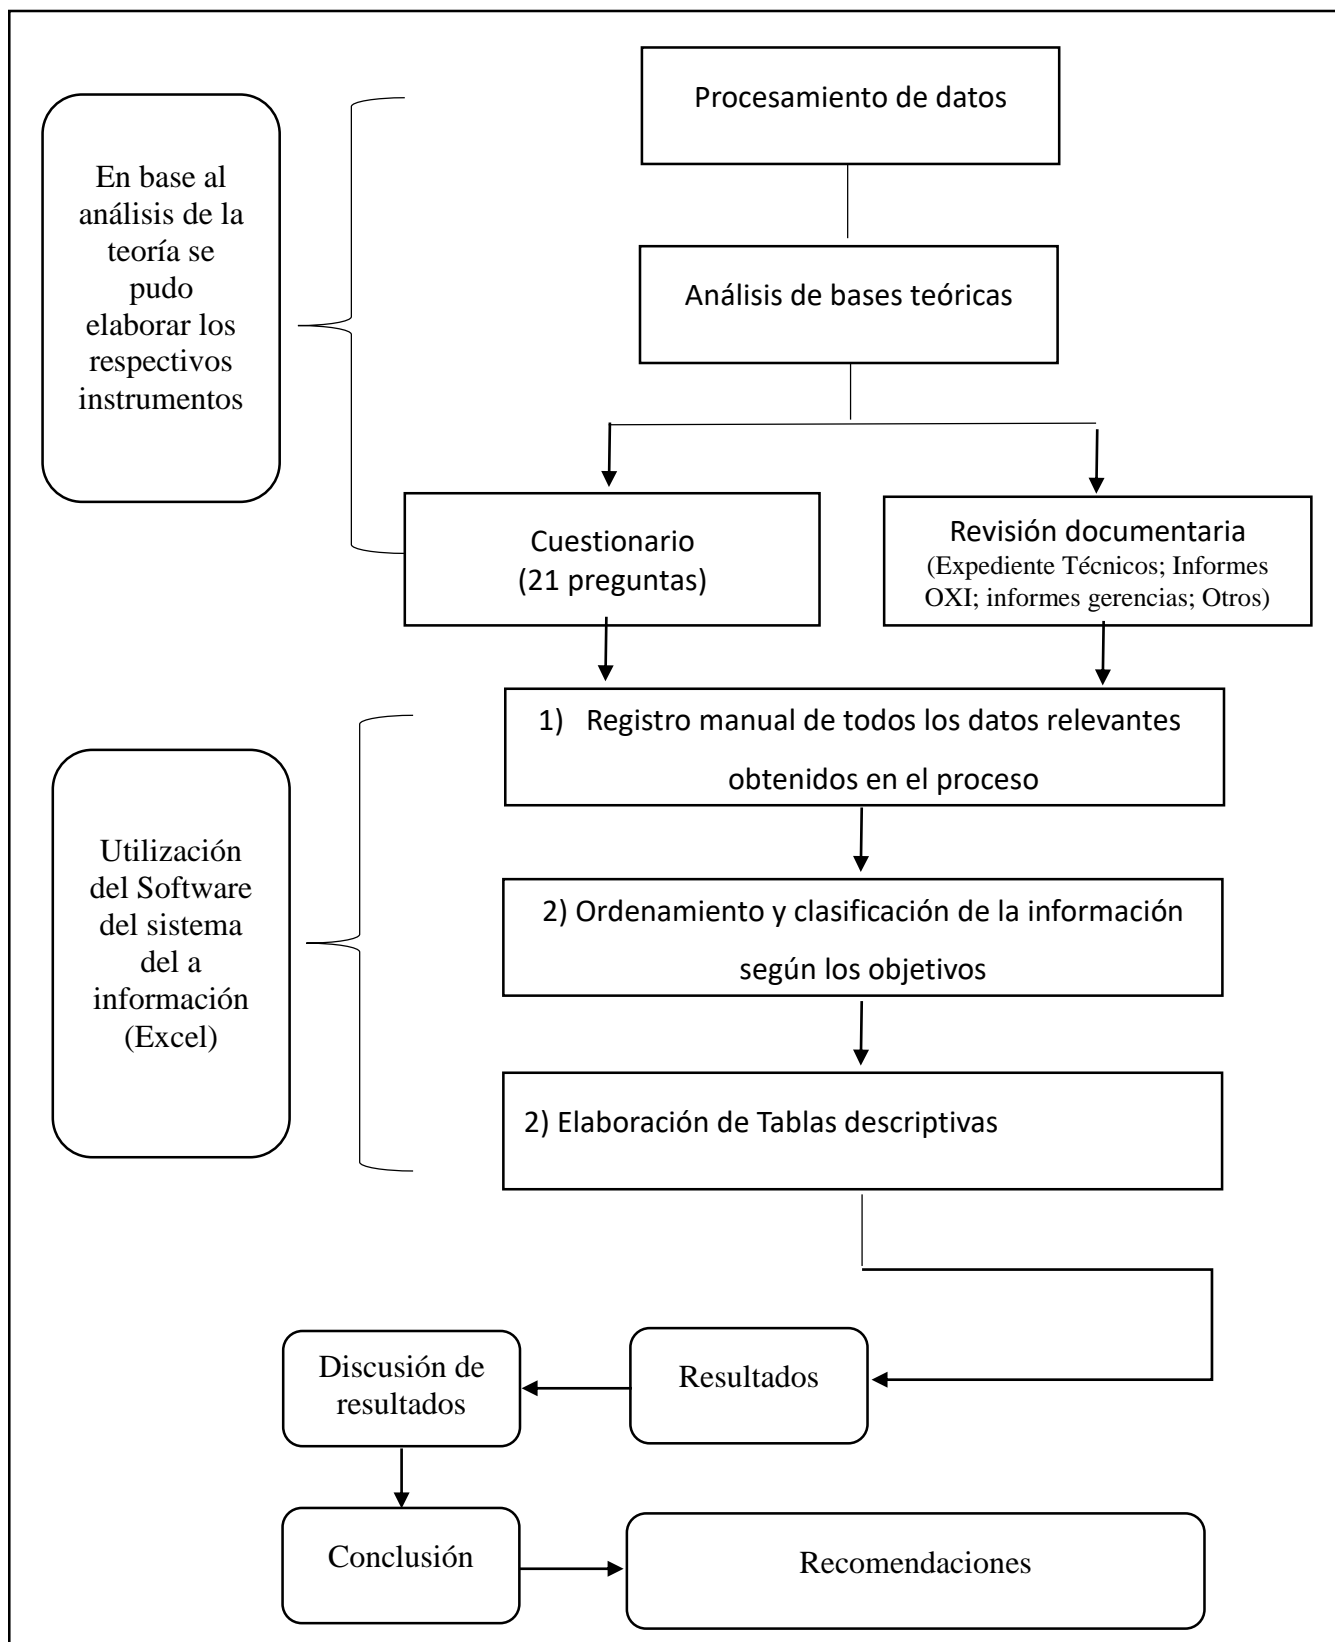 Procesamiento de datos
En base al
análisis de la
teoría se
pudo
elaborar los
respectivos
instrumentos
Análisis de bases teóricas
Cuestionario
(21 preguntas)
Revisión documentaria
(Expediente Técnicos; Informes
OXI; informes gerencias; Otros)
1) Registro manual de todos los datos relevantes
obtenidos en el proceso
Utilización
del Software
del sistema
del a
información
(Excel)
2) Ordenamiento y clasificación de la información
según los objetivos
2) Elaboración de Tablas descriptivas
Resultados
Discusión de
resultados
Conclusión
Recomendaciones